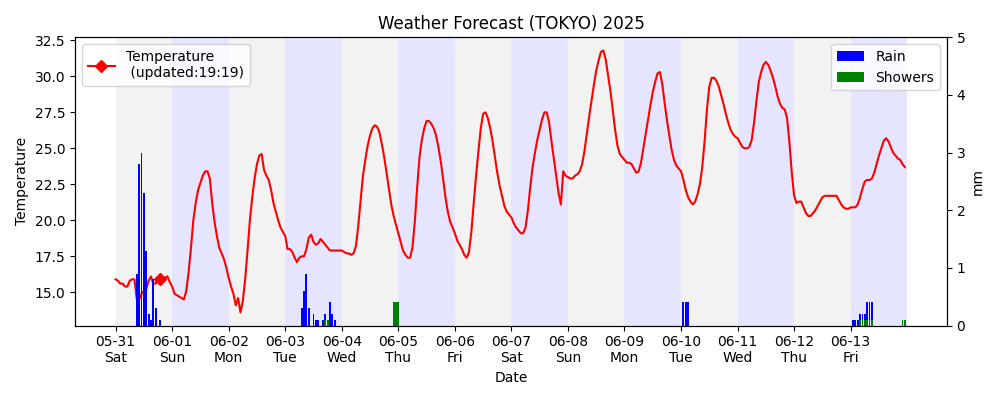 Weather Forecast (TOKYO) 2025
Temperature
(updated:19:19)
Rain
Showers
32.5
30.0
27.5
25.0
22.5
20.0
17.5
15.0
Temperature
5
4
3
2
1
0
mm
05-31 06-01 06-02 06-03 06-04 06-05 06-06 06-07 06-08 06-09 06-10 06-11 06-12 06-13
Sat Sun Mon Tue Wed Thu Fri Sat Sun Mon Tue Wed Thu Fri
Date